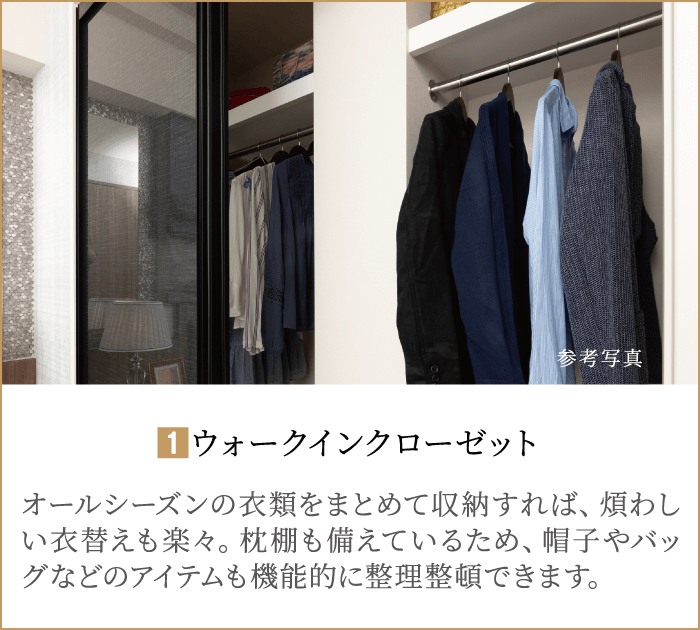 参考写真
1 ウォークインクローゼット
オールシーズンの衣類をまとめて収納すれば、煩わし
い衣替えも楽々。枕棚も備えているため、帽子やバッ
グなどのアイテムも機能的に整理整頓できます。